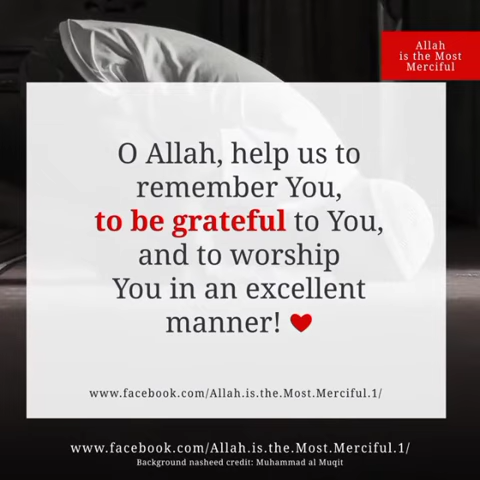 Allah
is the Most
Merciful
O Allah, help us to
remember You,
to be grateful to You,
and to worship
You in an excellent
manner! ❤
www.facebook.com/Allah.is.the.Most.Merciful.1/
www.facebook.com/Allah.is.the.Most.Merciful.1/
Background nasheed credit: Muhammad al Muqit